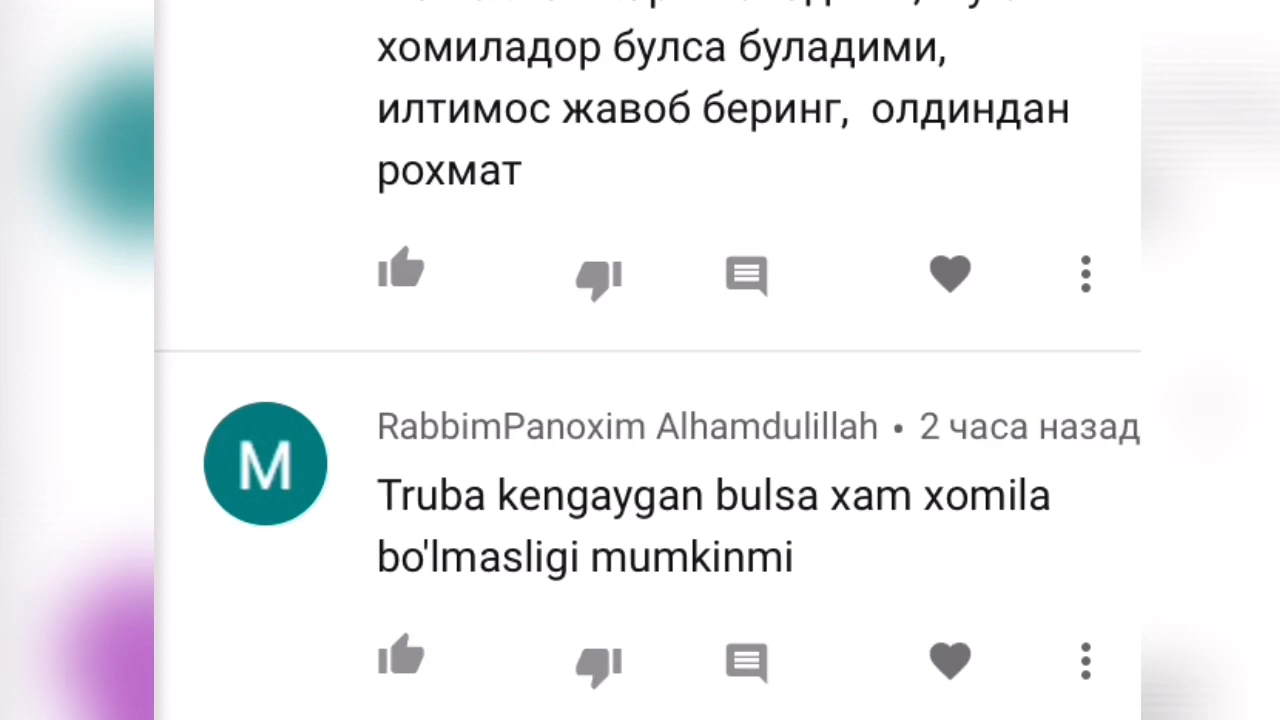 хомиладор булса буладими,
илтимос жавоб беринг, олдиндан
рохмат
M
RabbimPanoxim Alhamdulillah • 2 часа назад
Truba kengaygan bulsa xam xomila
bo'lmasligi mumkinmi